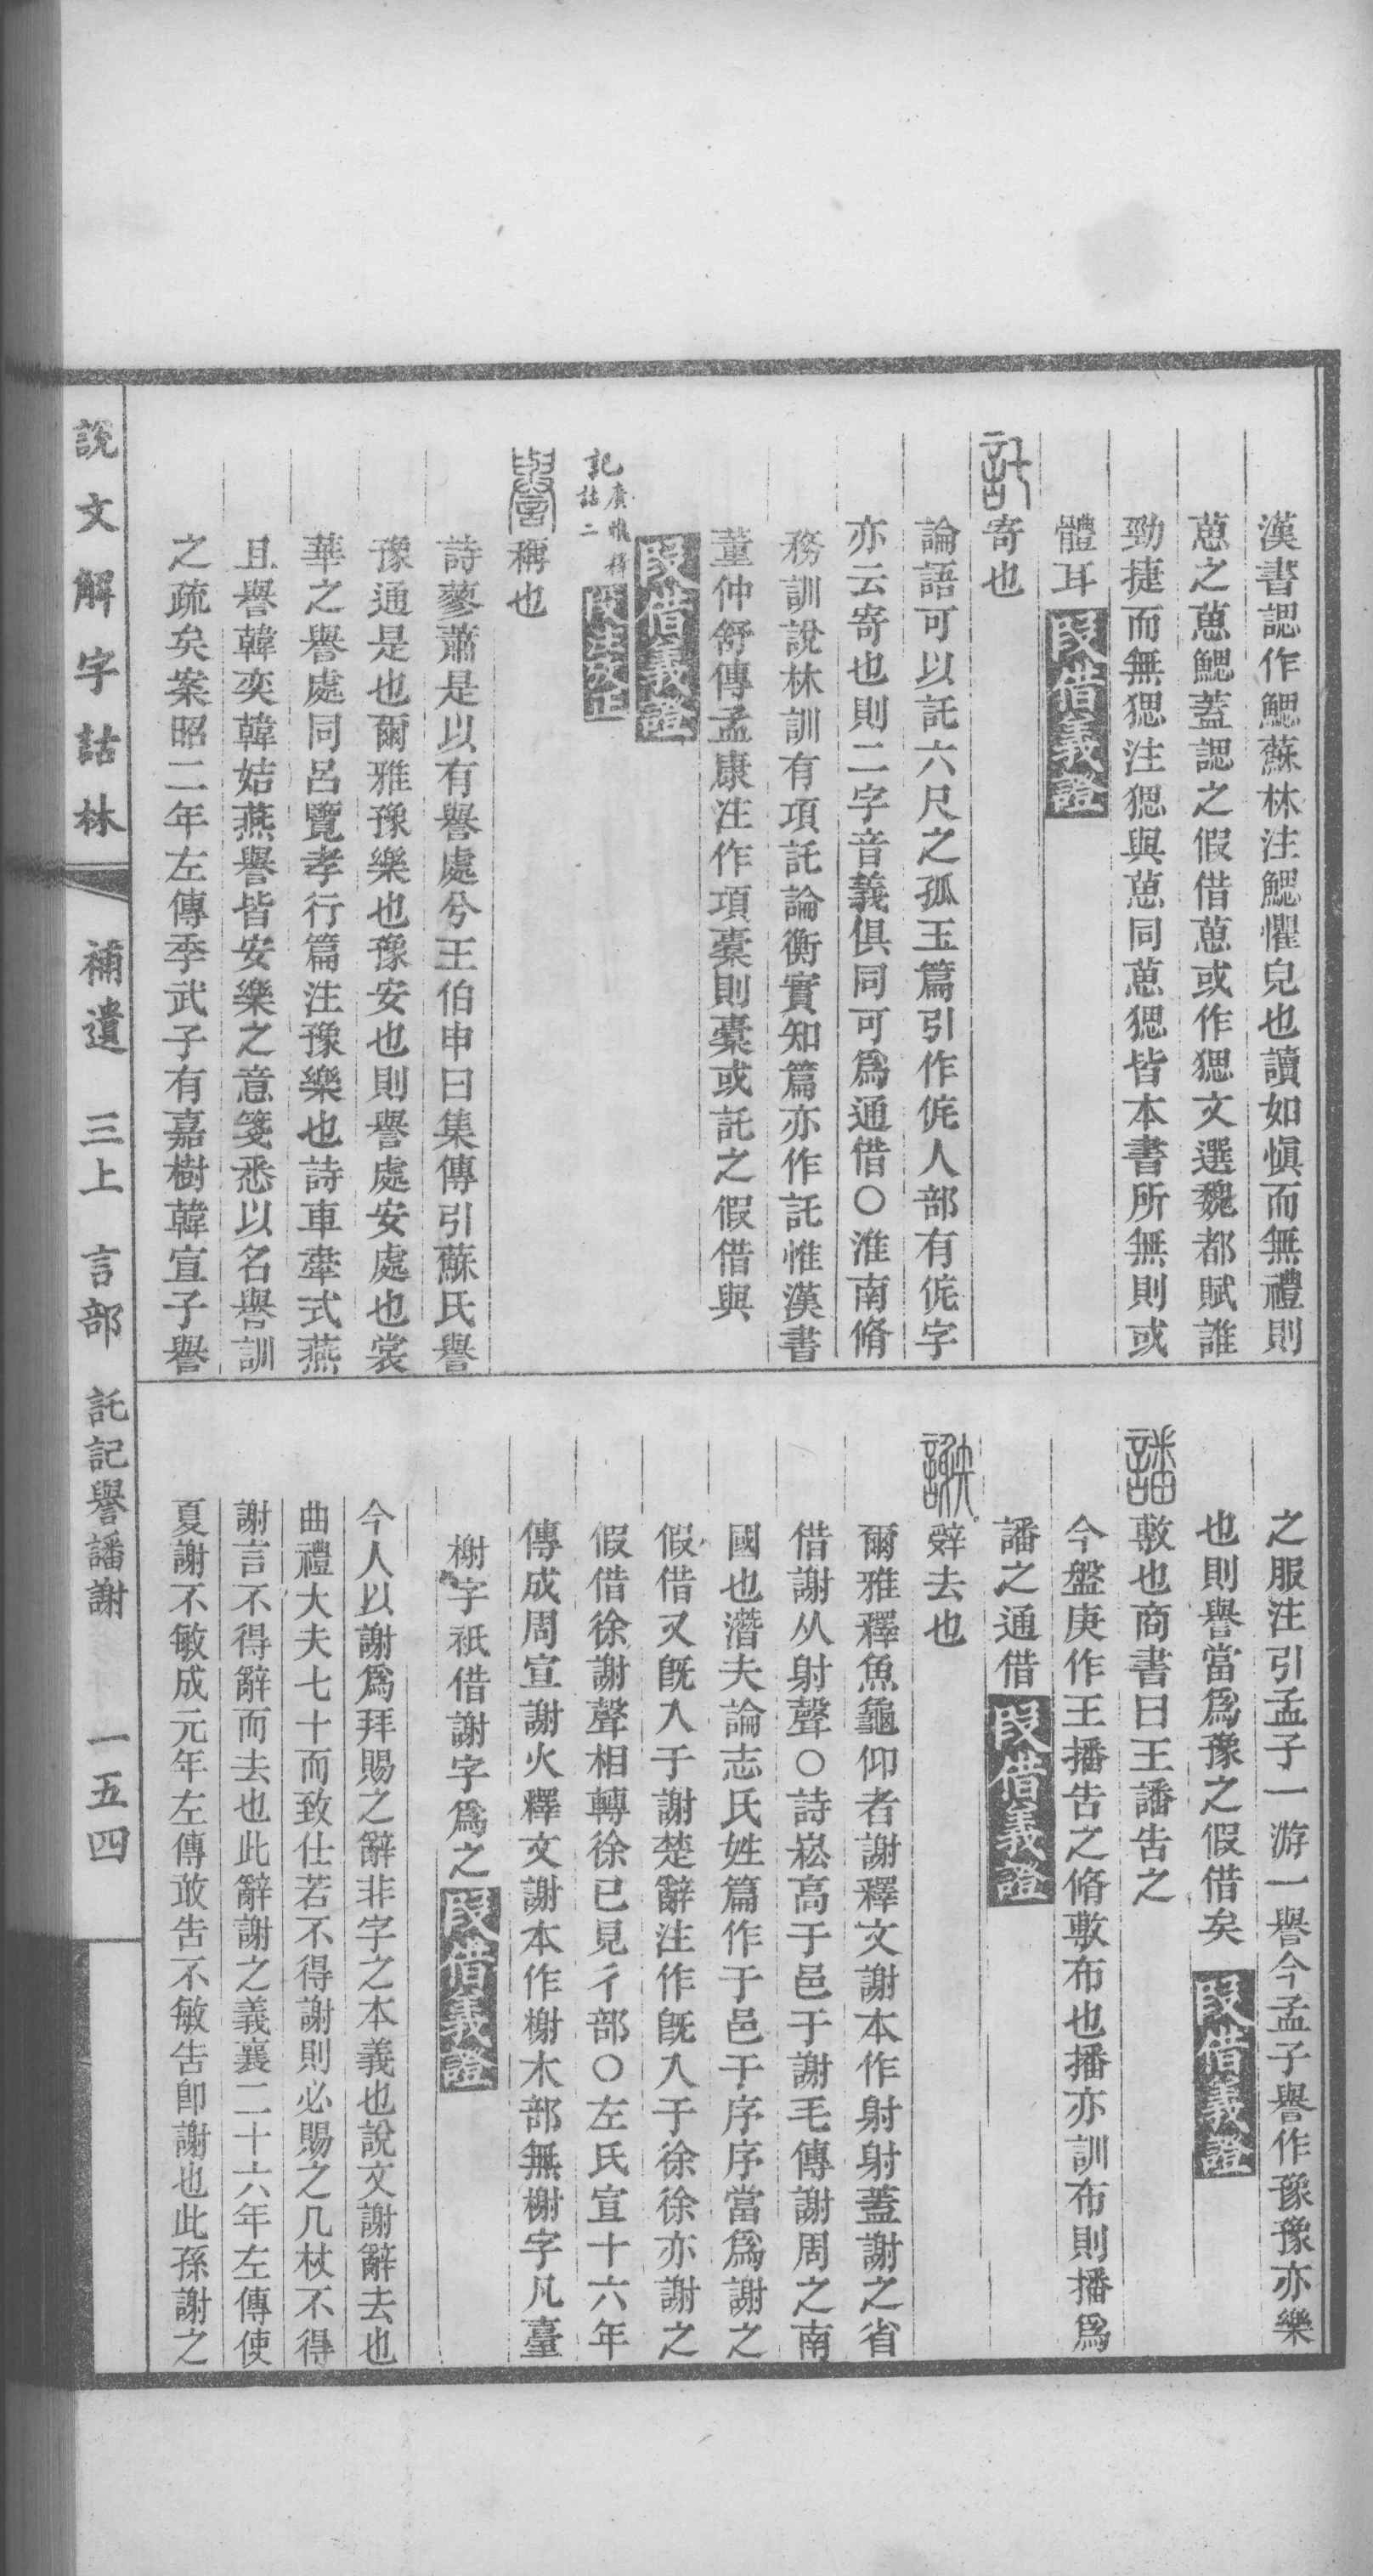 漢書諰作鰓蘇林注鰓懼皃也讀如愼而無禮則
葸之葸鰓蓋諰之假借葸或作猤文選魏都賦誰
勁捷而無猤注猤與葸同葸猤皆本書所無則或
體耳叚借義證
託寄也
論語可以託六尺之孤玉篇引作侂人部有侂字
亦云寄也則二字音義俱同可爲通借○淮南脩
務訓說林訓有項託論衡實知篇亦作託惟漢書
董仲舒傳孟康注作項橐則橐或託之假借與
叚借義證
記廣雅釋詁二段注攷正
譽稱也
詩蓼蕭是以有譽處兮王伯申曰集傳引蘇氏譽
豫通是也爾雅豫樂也豫安也則譽處安處也裳
華之譽處同呂覽孝行篇注豫樂也詩車舝式燕
且譽韓奕韓姞燕譽皆安樂之意箋悉以名譽訓
之疏矣案昭二年左傳季武子有嘉樹韓宣子譽
之服注引孟子一游一譽今孟子譽作豫豫亦樂
也則譽當爲豫之假借矣叚借義證
譒敷也商書曰王譒告之
今盤庚作王播告之脩敷布也播亦訓布則播爲
譒之通借叚借義證
謝辤去也
爾雅釋魚龜仰者謝釋文謝本作射射蓋謝之省
借謝从射聲○詩崧高于邑于謝毛傳謝周之南
國也潛夫論志氏姓篇作于邑于序序當爲謝之
假借又旣入于謝楚辭注作旣入于徐徐亦謝之
假借徐謝聲相轉徐已見彳部○左氏宣十六年
傳成周宣謝火釋文謝本作榭木部無榭字凡臺
榭字祇借謝字爲之叚借義證
今人以謝爲拜賜之辭非字之本義也說文謝辭去也
曲禮大夫七十而致仕若不得謝則必賜之几杖不得
謝言不得辭而去也此辭謝之義襄二十六年左傳使
夏謝不敏成元年左傳敢告不敏告卽謝也此孫謝之
說文解字詁林 補遺 三上 言部 託記譽譒謝 一五四